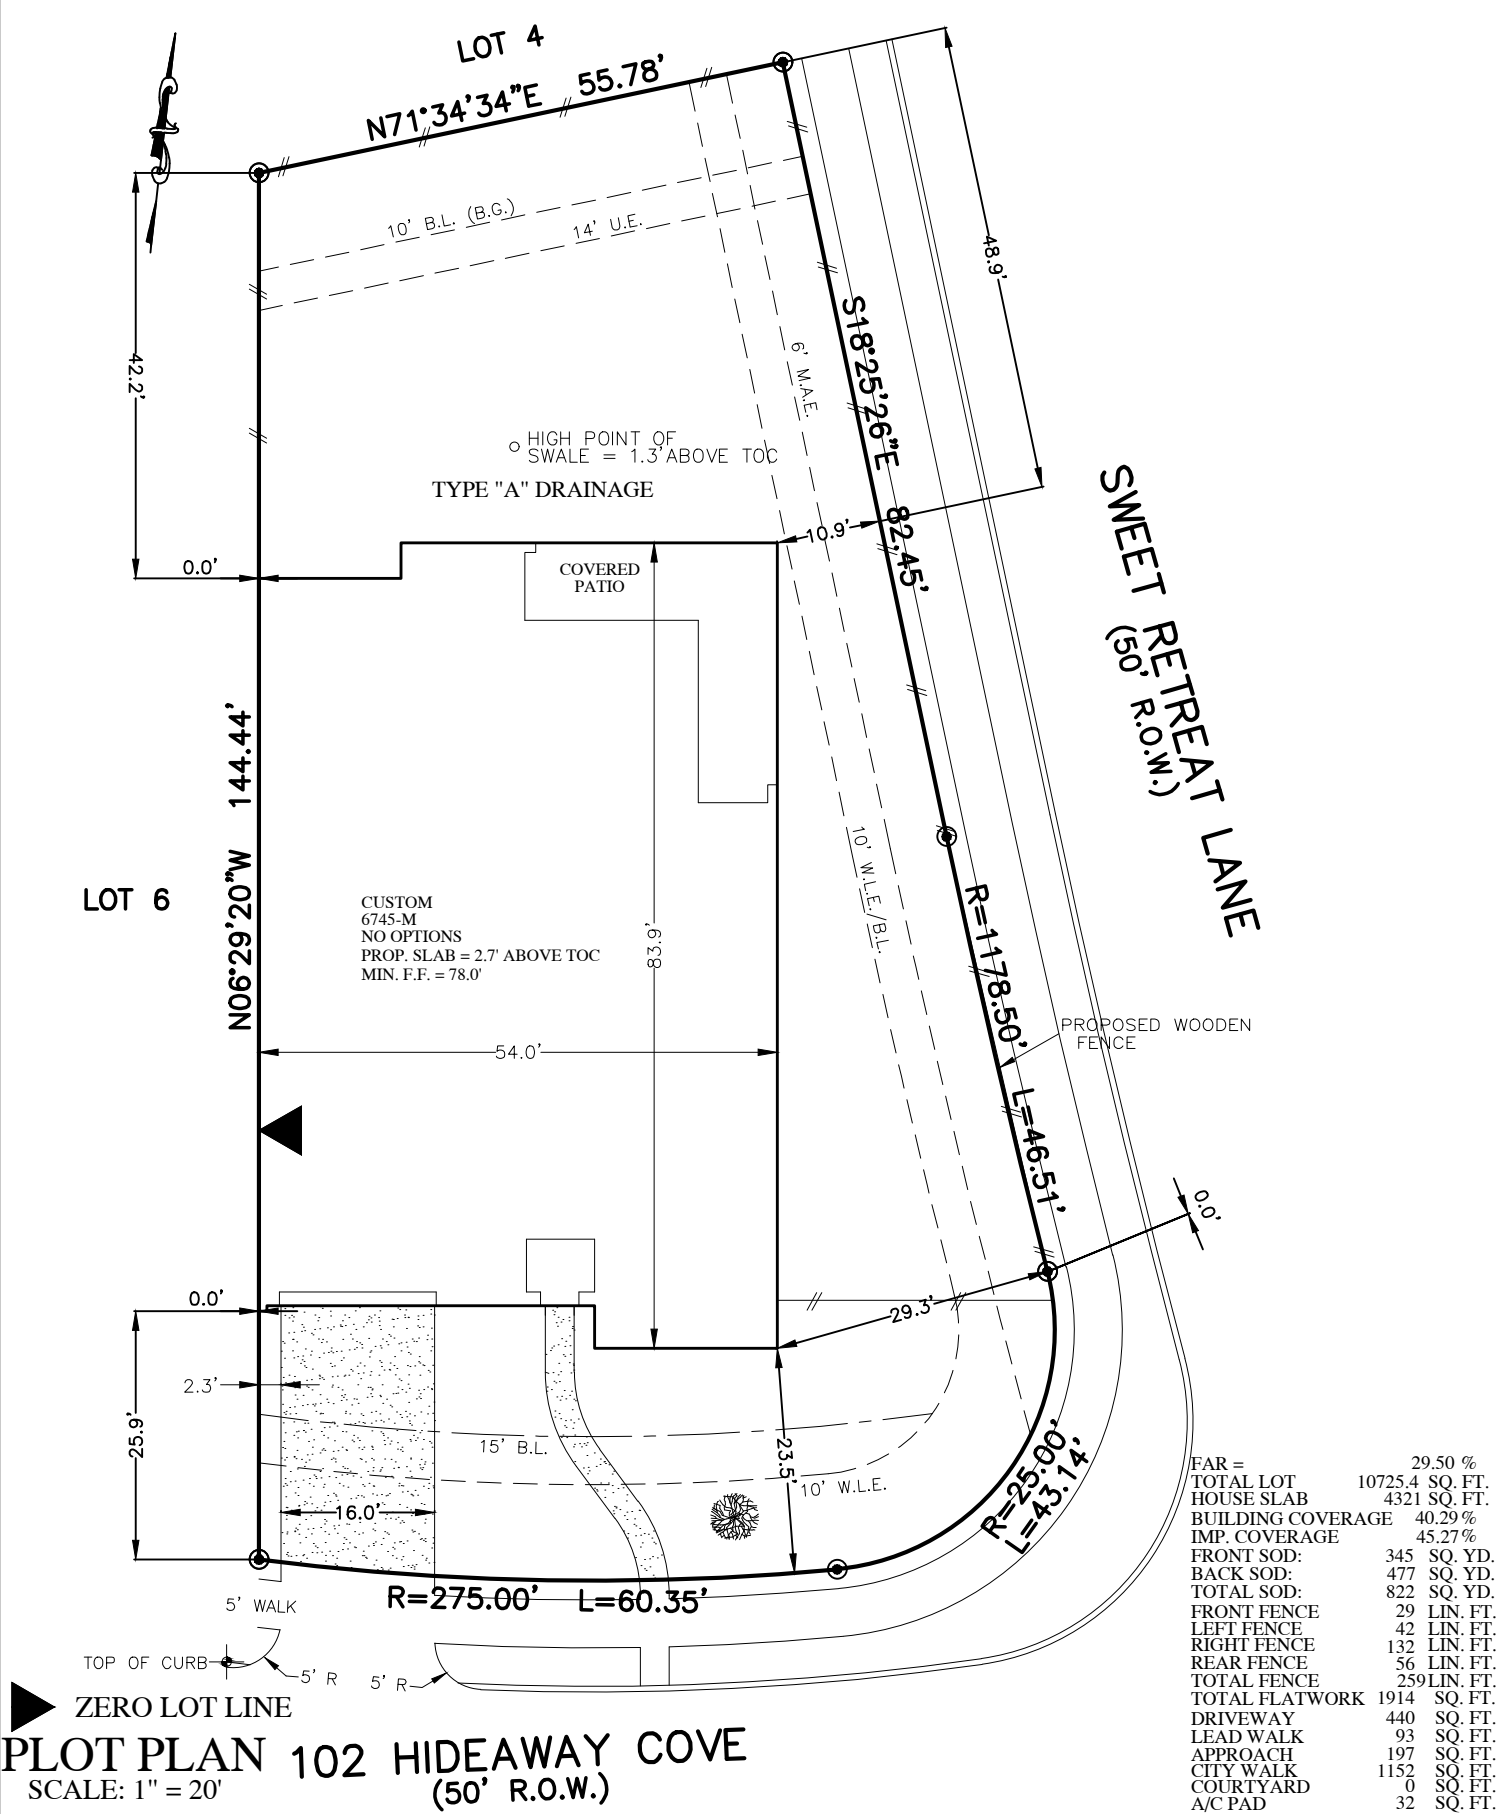 LOT 4
N71°34'34"E 55.78'
10' B.L. (B.G.)
14' U.E.
42.2'
48.9'
S18°25'26"E 82.45'
6' M.A.E.
HIGH POINT OF
SWALE = 1.3'ABOVE TOC
TYPE "A" DRAINAGE
SWEET RETREAT LANE
(50' R.O.W.)
10.9'
0.0'
COVERED
PATIO
LOT 6
N06°29'20"W 144.44'
10' W.L.E./B.L.
CUSTOM
6745-M
NO OPTIONS
PROP. SLAB = 2.7' ABOVE TOC
MIN. F.F. = 78.0'
83.9'
R=1178.50' L=46.51'
PROPOSED WOODEN
FENCE
54.0'
0.0'
0.0'
29.3'
2.3'
25.9'
15' B.L.
23.5'
10' W.L.E.
16.0'
R=25.00'
L=43.14'
R=275.00' L=60.35'
5' WALK
TOP OF CURB
5' R
5' R
ZERO LOT LINE
PLOT PLAN
SCALE: 1" = 20'
102 HIDEAWAY COVE
(50' R.O.W.)
FAR = 29.50 %
TOTAL LOT 10725.4 SQ. FT.
HOUSE SLAB 4321 SQ. FT.
BUILDING COVERAGE 40.29 %
IMP. COVERAGE 45.27 %
FRONT SOD: 345 SQ. YD.
BACK SOD: 477 SQ. YD.
TOTAL SOD: 822 SQ. YD.
FRONT FENCE 29 LIN. FT.
LEFT FENCE 42 LIN. FT.
RIGHT FENCE 132 LIN. FT.
REAR FENCE 56 LIN. FT.
TOTAL FENCE 259 LIN. FT.
TOTAL FLATWORK 1914 SQ. FT.
DRIVEWAY 440 SQ. FT.
LEAD WALK 93 SQ. FT.
APPROACH 197 SQ. FT.
CITY WALK 1152 SQ. FT.
COURTYARD 0 SQ. FT.
A/C PAD 32 SQ. FT.